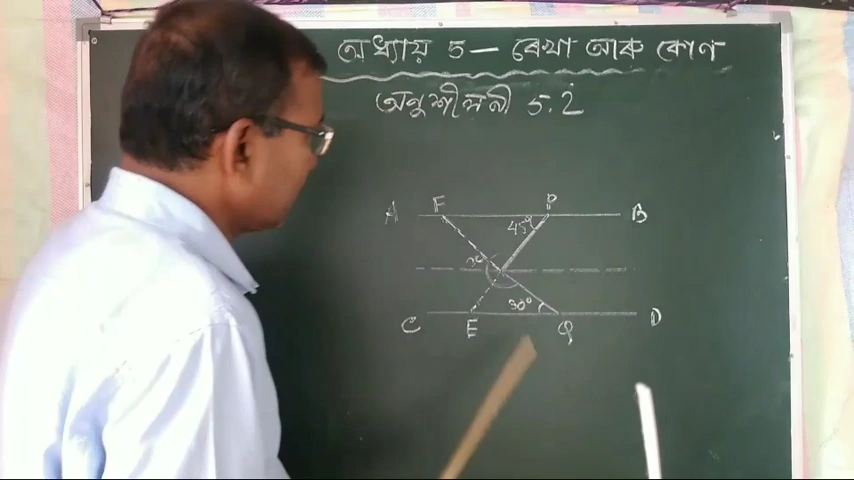 অধ্যায় 5 — ৰেখা আৰু কোণ
অনুশীলনী 5.2
A F P B
45°
x°
30°
C E Q D